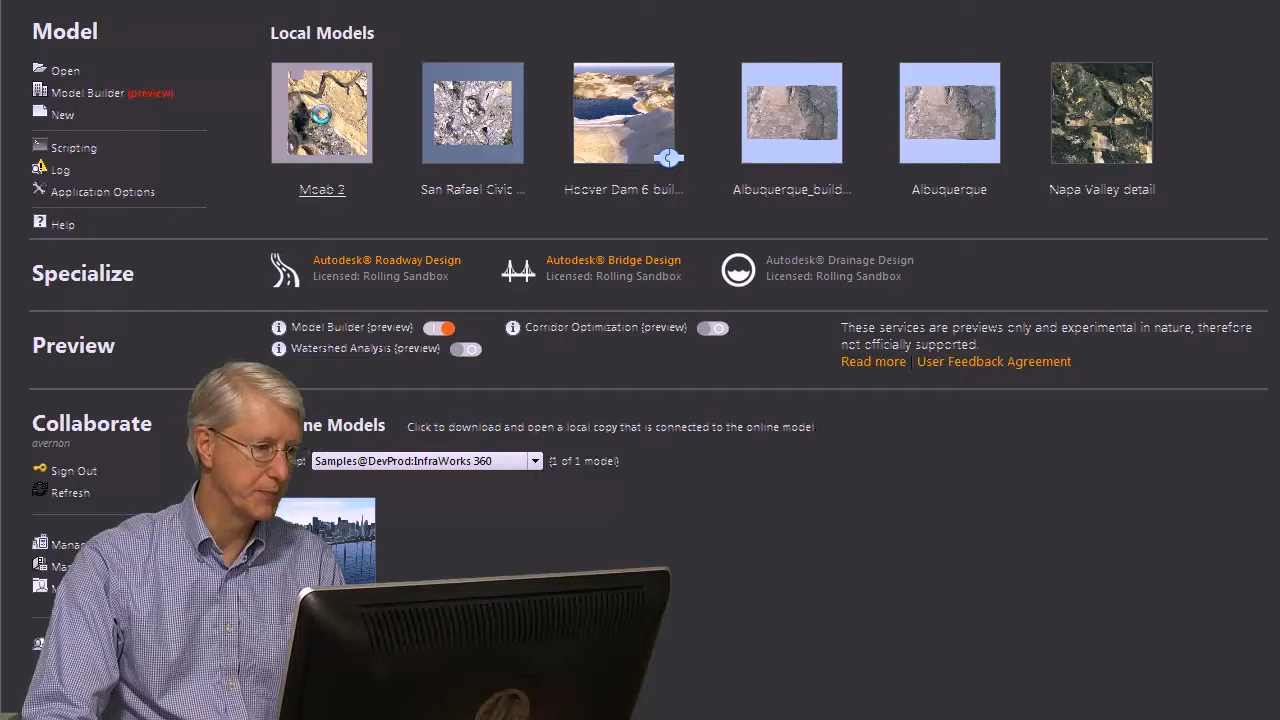 Model
Open
Model Builder (preview)
New
Scripting
Log
Application Options
Help
Local Models
Moab 2
San Rafael Civic ...
Hoover Dam 6 buil...
Albuquerque_build...
Albuquerque
Napa Valley detail
Specialize
Autodesk® Roadway Design
Licensed: Rolling Sandbox
Autodesk® Bridge Design
Licensed: Rolling Sandbox
Autodesk® Drainage Design
Licensed: Rolling Sandbox
Preview
Model Builder {preview}
Corridor Optimization {preview}
Watershed Analysis {preview}
These services are previews only and experimental in nature, therefore
not officially supported.
Read more | User Feedback Agreement
Collaborate
avernon
Sign Out
Refresh
Models
Click to download and open a local copy that is connected to the online model
Samples@DevProd:InfraWorks 360
{1 of 1 model}
hp